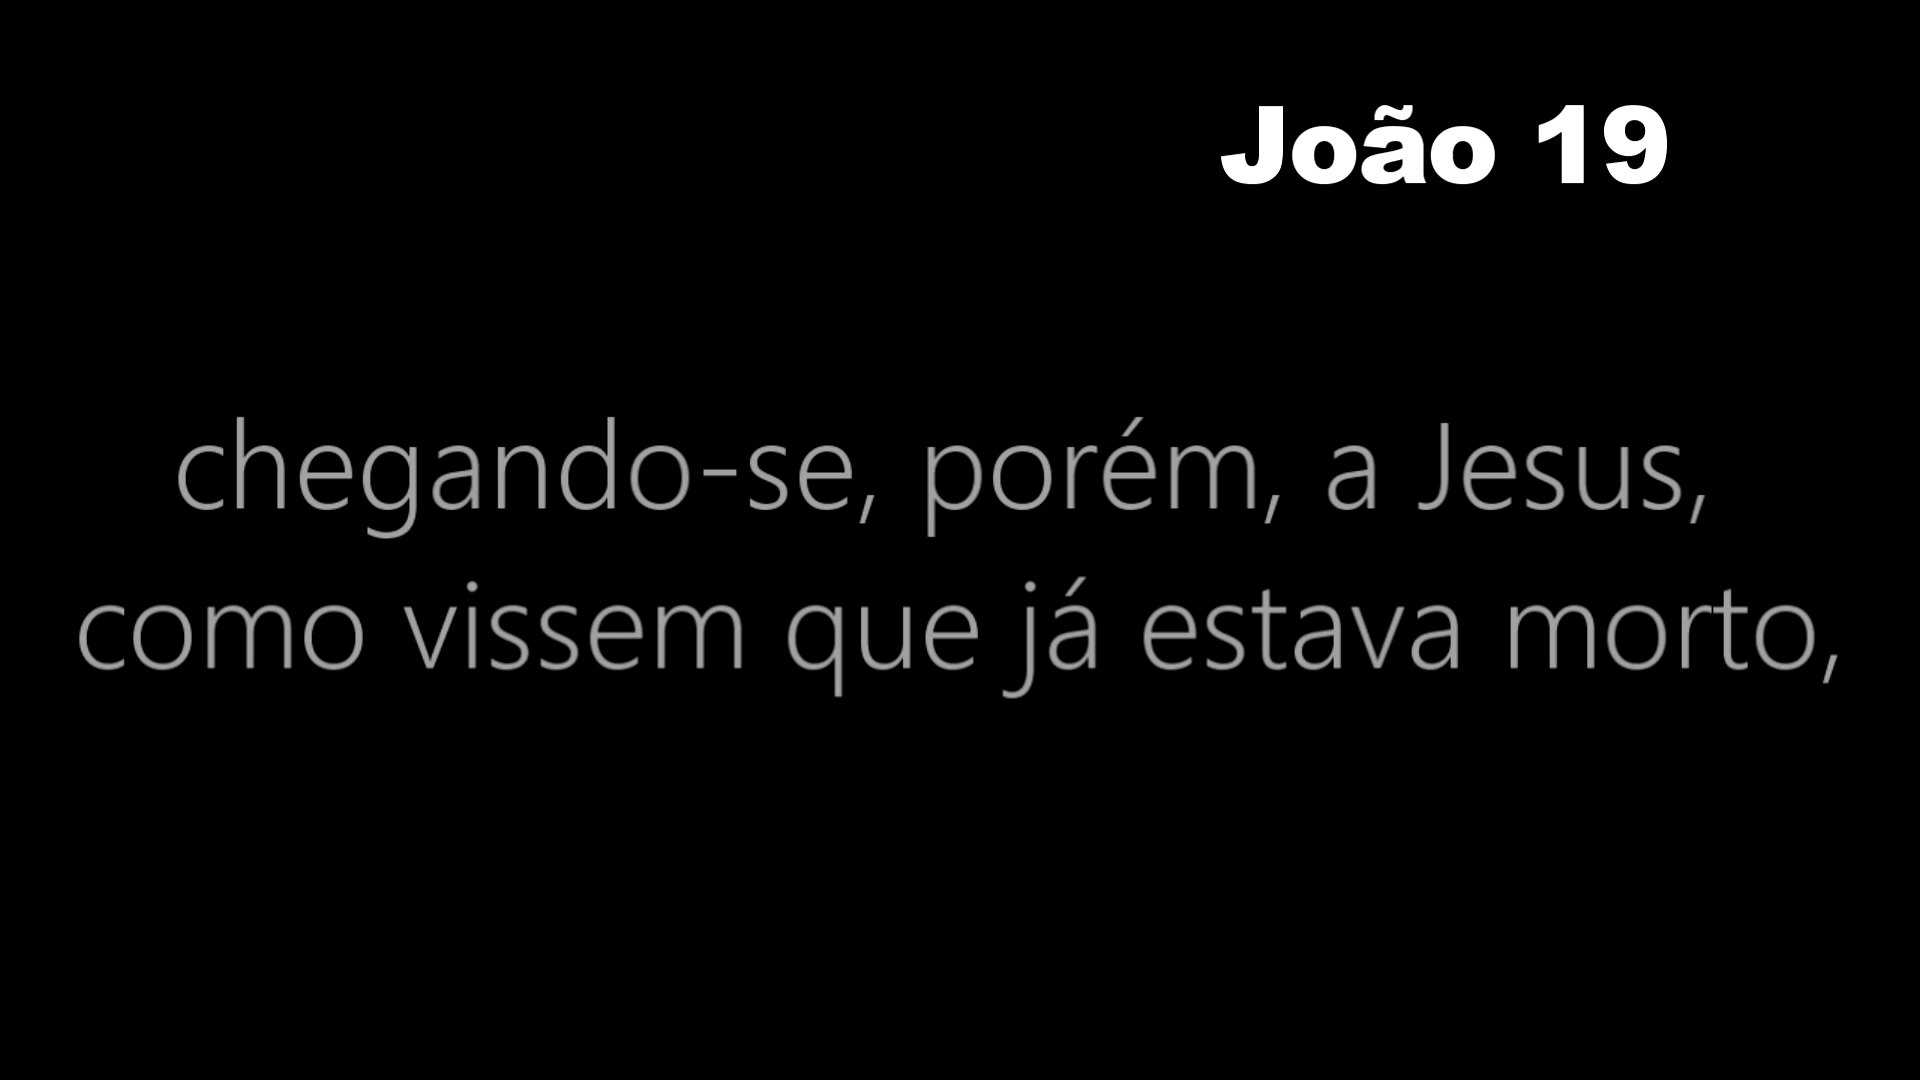 João 19
chegando-se, porém, a Jesus,
como vissem que já estava morto,